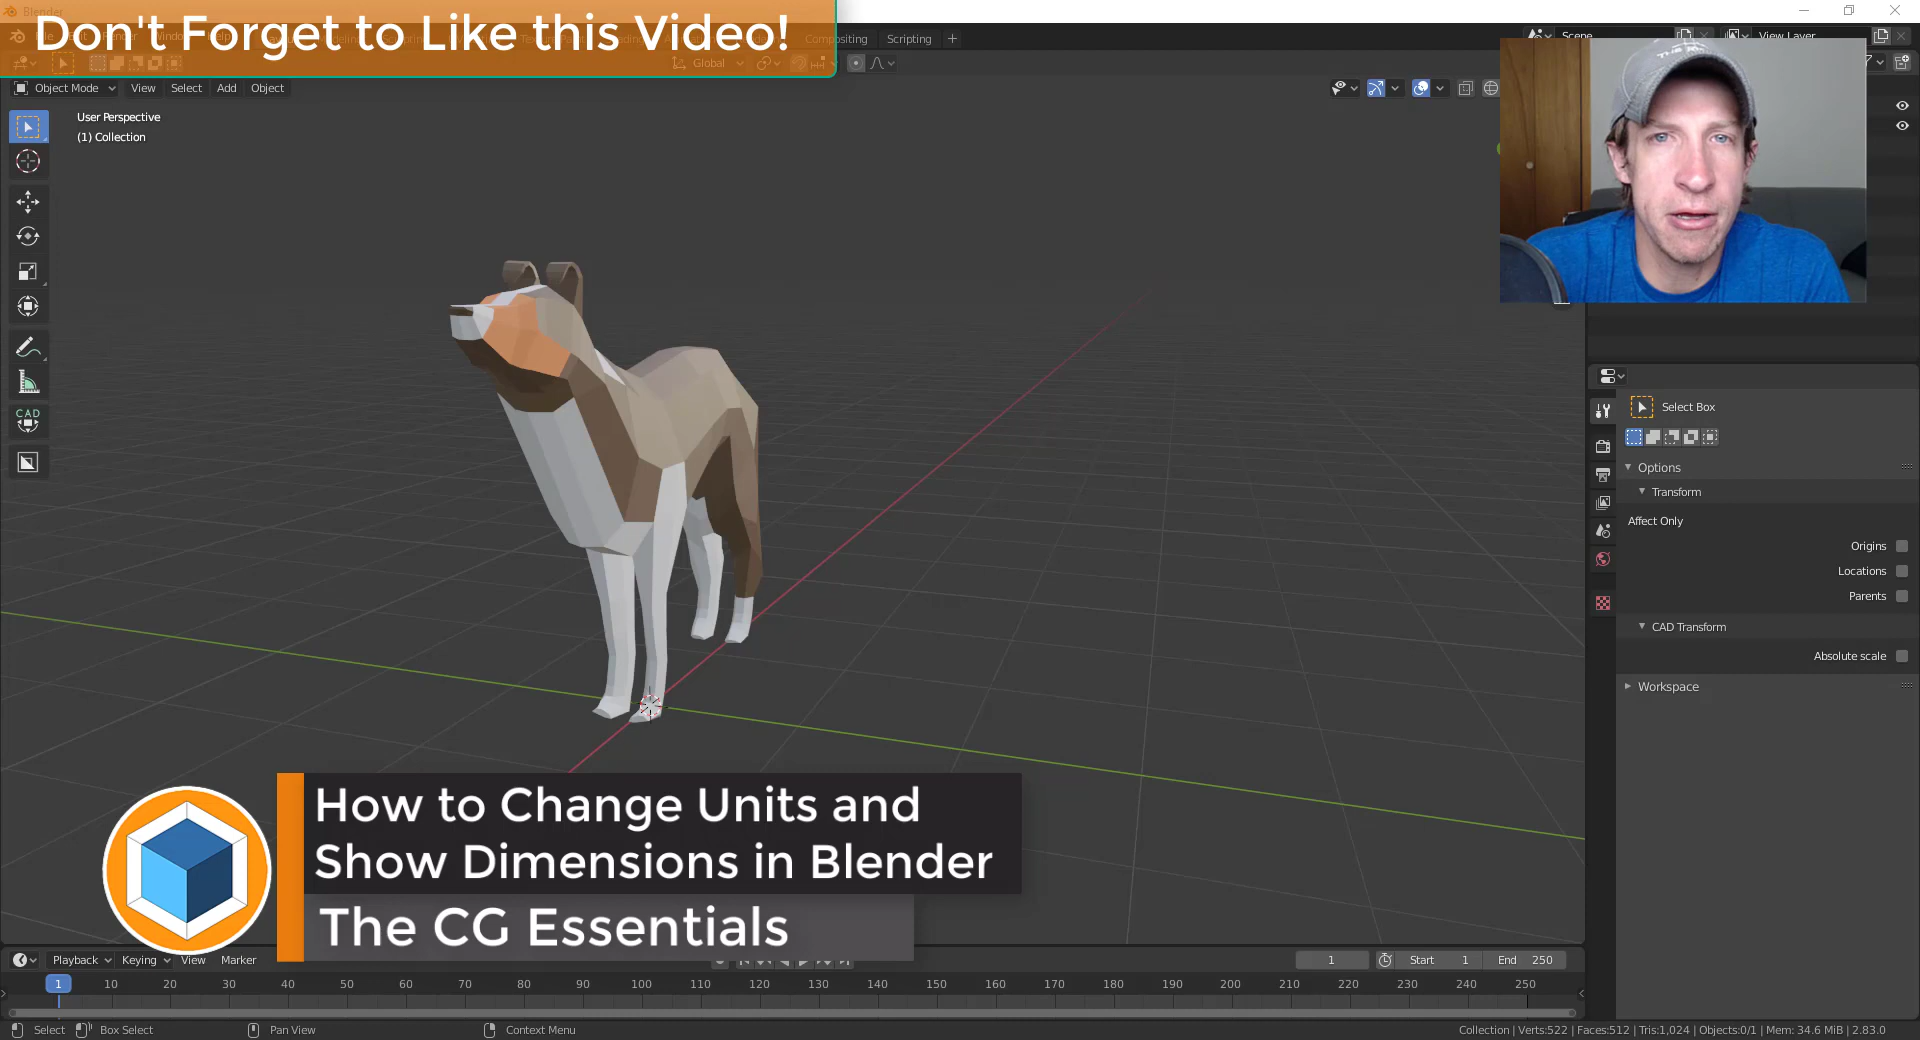 Blender
Don't Forget to Like this Video!
Compositing
Scripting
Scene
View Layer
Global
Object Mode
View
Select
Add
Object
User Perspective
(1) Collection
CAD
Select Box
Options
Transform
Affect Only
Origins
Locations
Parents
CAD Transform
Absolute scale
Workspace
How to Change Units and
Show Dimensions in Blender
The CG Essentials
Playback
Keying
View
Marker
1
Start 1
End 250
1 10 20 30 40 50 60 70 80 90 100 110 120 130 140 150 160 170 180 190 200 210 220 230 240 250
Select
Box Select
Pan View
Context Menu
Collection | Verts:522 | Faces:512 | Tris:1,024 | Objects:0/1 | Mem: 34.6 MiB | 2.83.0